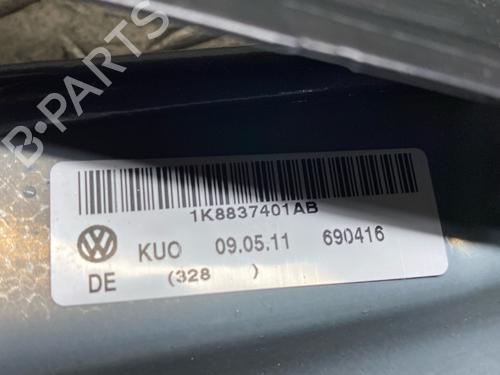 B·PARTS
1K8837401AB
KUO 09.05.11 690416
DE (328 )